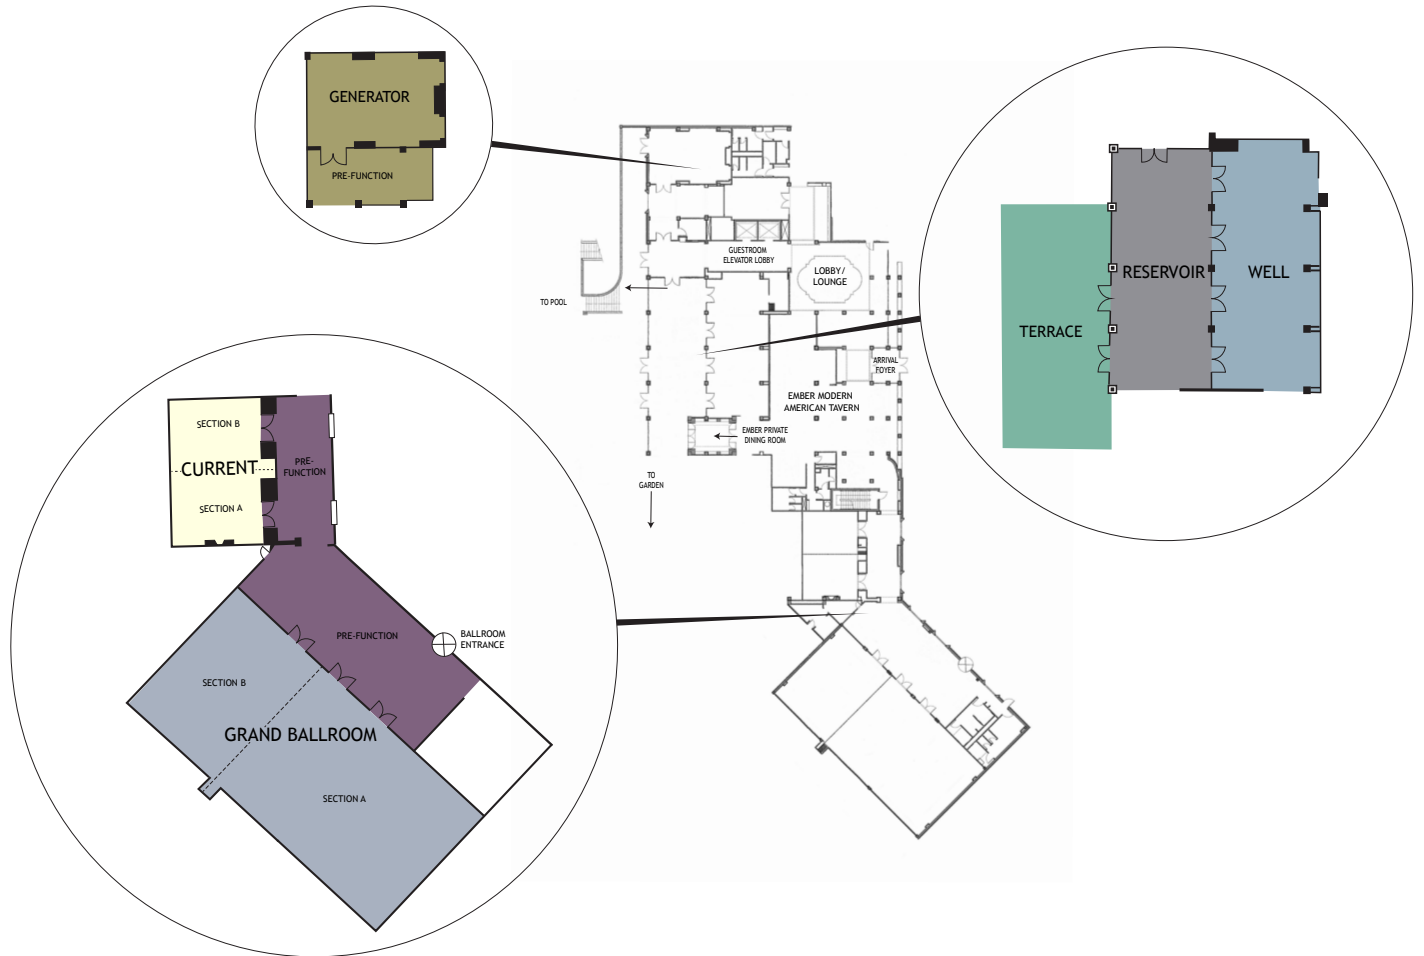 GENERATOR
PRE-FUNCTION
GUESTROOM
ELEVATOR LOBBY
LOBBY/
LOUNGE
TO POOL
RESERVOIR
WELL
TERRACE
ARRIVAL
FOYER
EMBER MODERN
AMERICAN TAVERN
EMBER PRIVATE
DINING ROOM
TO
GARDEN
SECTION B
CURRENT
PRE-
FUNCTION
SECTION A
PRE-FUNCTION
BALLROOM
ENTRANCE
SECTION B
GRAND BALLROOM
SECTION A